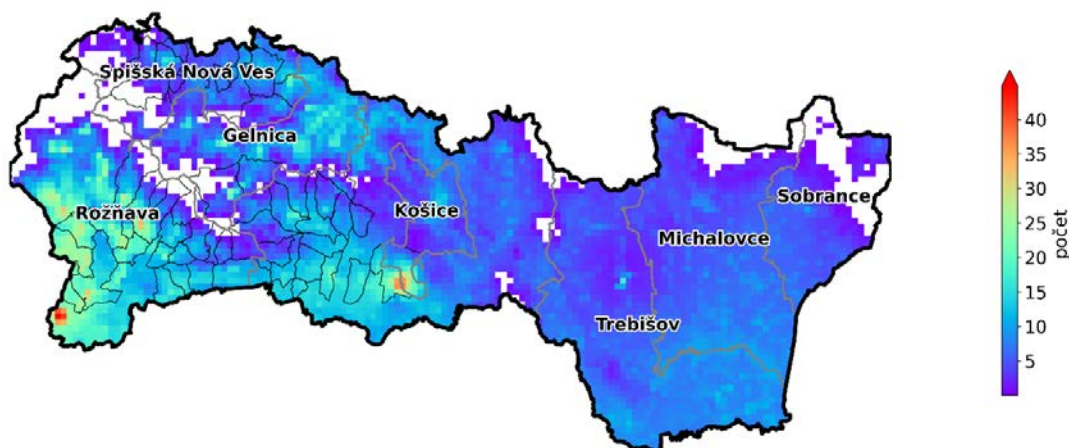 Spišská Nová Ves
Gelnica
Rožňava
Košice
Sobrance
Michalovce
Trebišov
40
35
30
25
20
15
10
5
počet